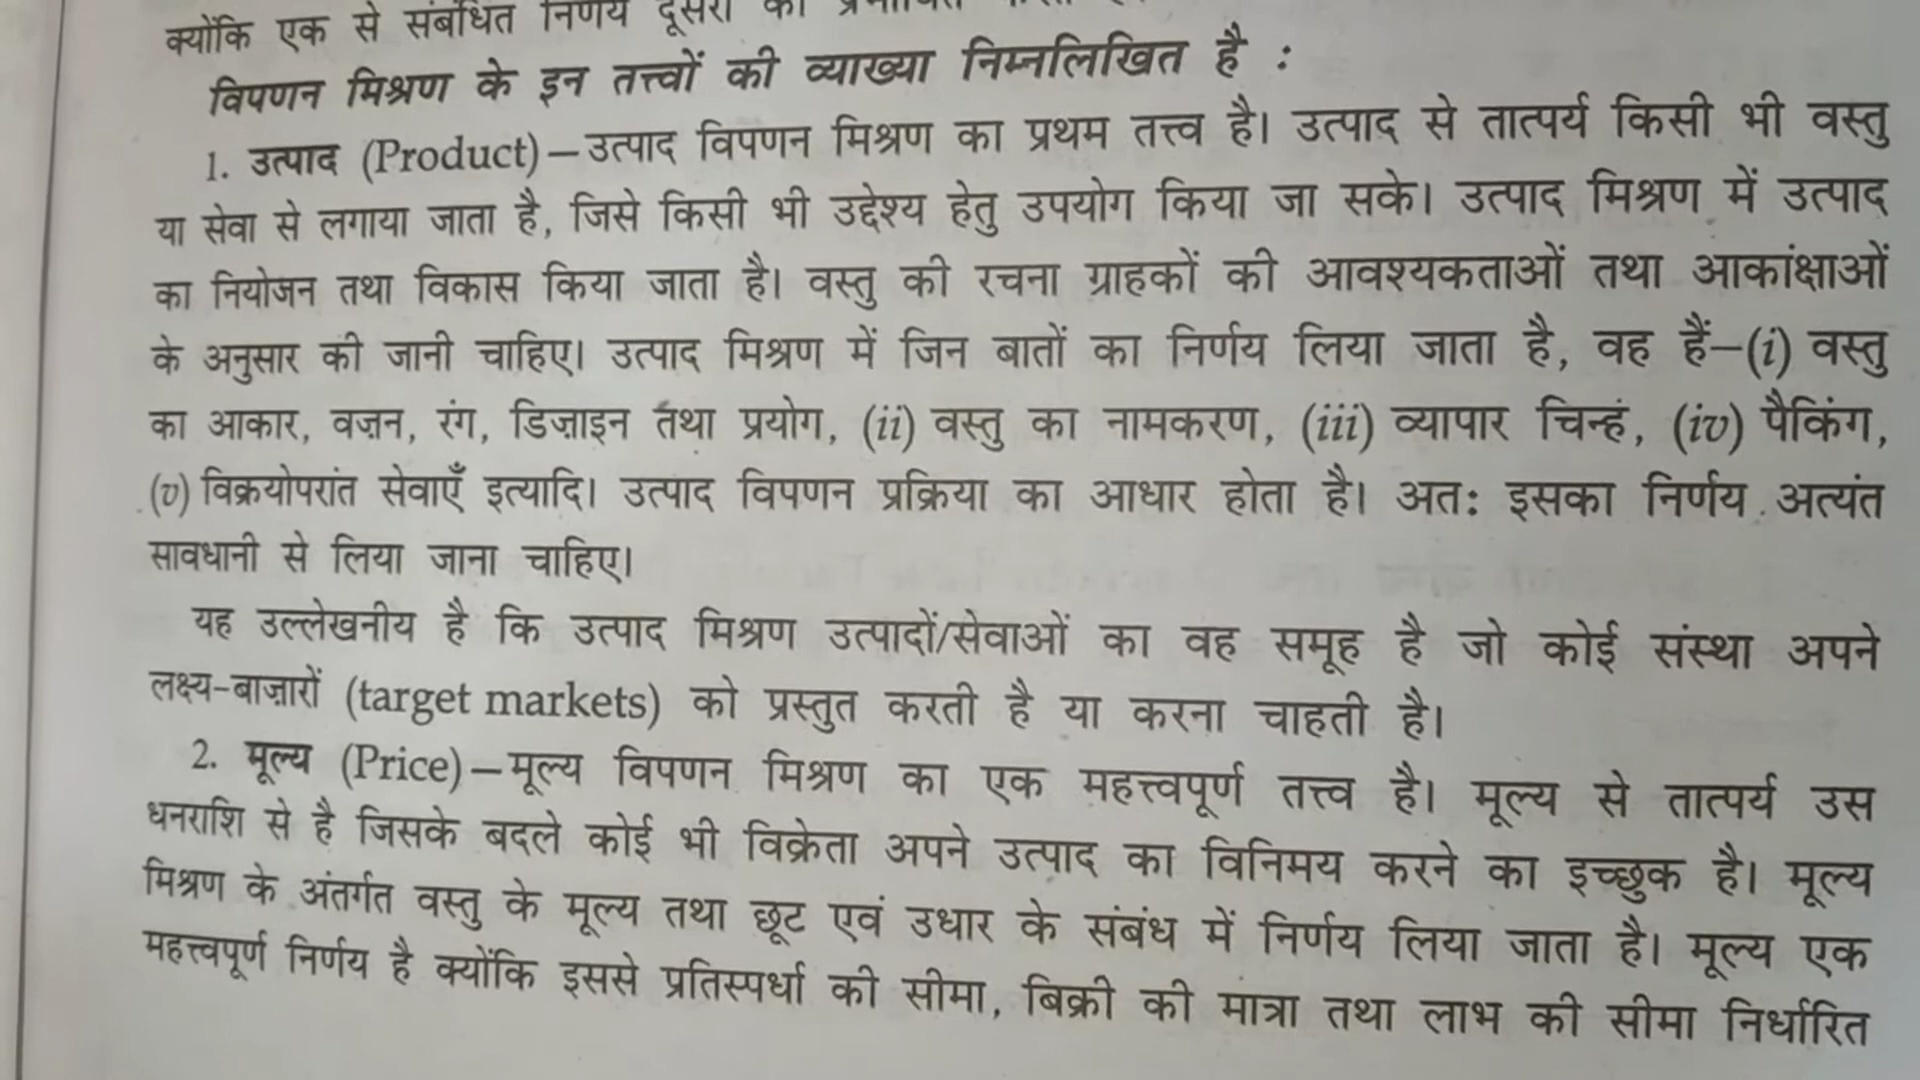 क्योंकि एक से संबंधित निर्णय दूसरों को
विपणन मिश्रण के इन तत्त्वों की व्याख्या निम्नलिखित है :
1. उत्पाद (Product)—उत्पाद विपणन मिश्रण का प्रथम तत्त्व है। उत्पाद से तात्पर्य किसी भी वस्तु
या सेवा से लगाया जाता है, जिसे किसी भी उद्देश्य हेतु उपयोग किया जा सके। उत्पाद मिश्रण में उत्पाद
का नियोजन तथा विकास किया जाता है। वस्तु की रचना ग्राहकों की आवश्यकताओं तथा आकांक्षाओं
के अनुसार की जानी चाहिए। उत्पाद मिश्रण में जिन बातों का निर्णय लिया जाता है, वह हैं—(i) वस्तु
का आकार, वज़न, रंग, डिज़ाइन तथा प्रयोग, (ii) वस्तु का नामकरण, (iii) व्यापार चिन्हं, (iv) पैकिंग,
(v) विक्रयोपरांत सेवाएँ इत्यादि। उत्पाद विपणन प्रक्रिया का आधार होता है। अत: इसका निर्णय अत्यंत
सावधानी से लिया जाना चाहिए।
यह उल्लेखनीय है कि उत्पाद मिश्रण उत्पादों/सेवाओं का वह समूह है जो कोई संस्था अपने
लक्ष्य-बाज़ारों (target markets) को प्रस्तुत करती है या करना चाहती है।
2. मूल्य (Price)—मूल्य विपणन मिश्रण का एक महत्त्वपूर्ण तत्त्व है। मूल्य से तात्पर्य उस
धनराशि से है जिसके बदले कोई भी विक्रेता अपने उत्पाद का विनिमय करने का इच्छुक है। मूल्य
मिश्रण के अंतर्गत वस्तु के मूल्य तथा छूट एवं उधार के संबंध में निर्णय लिया जाता है। मूल्य एक
महत्त्वपूर्ण निर्णय है क्योंकि इससे प्रतिस्पर्धा की सीमा, बिक्री की मात्रा तथा लाभ की सीमा निर्धारित